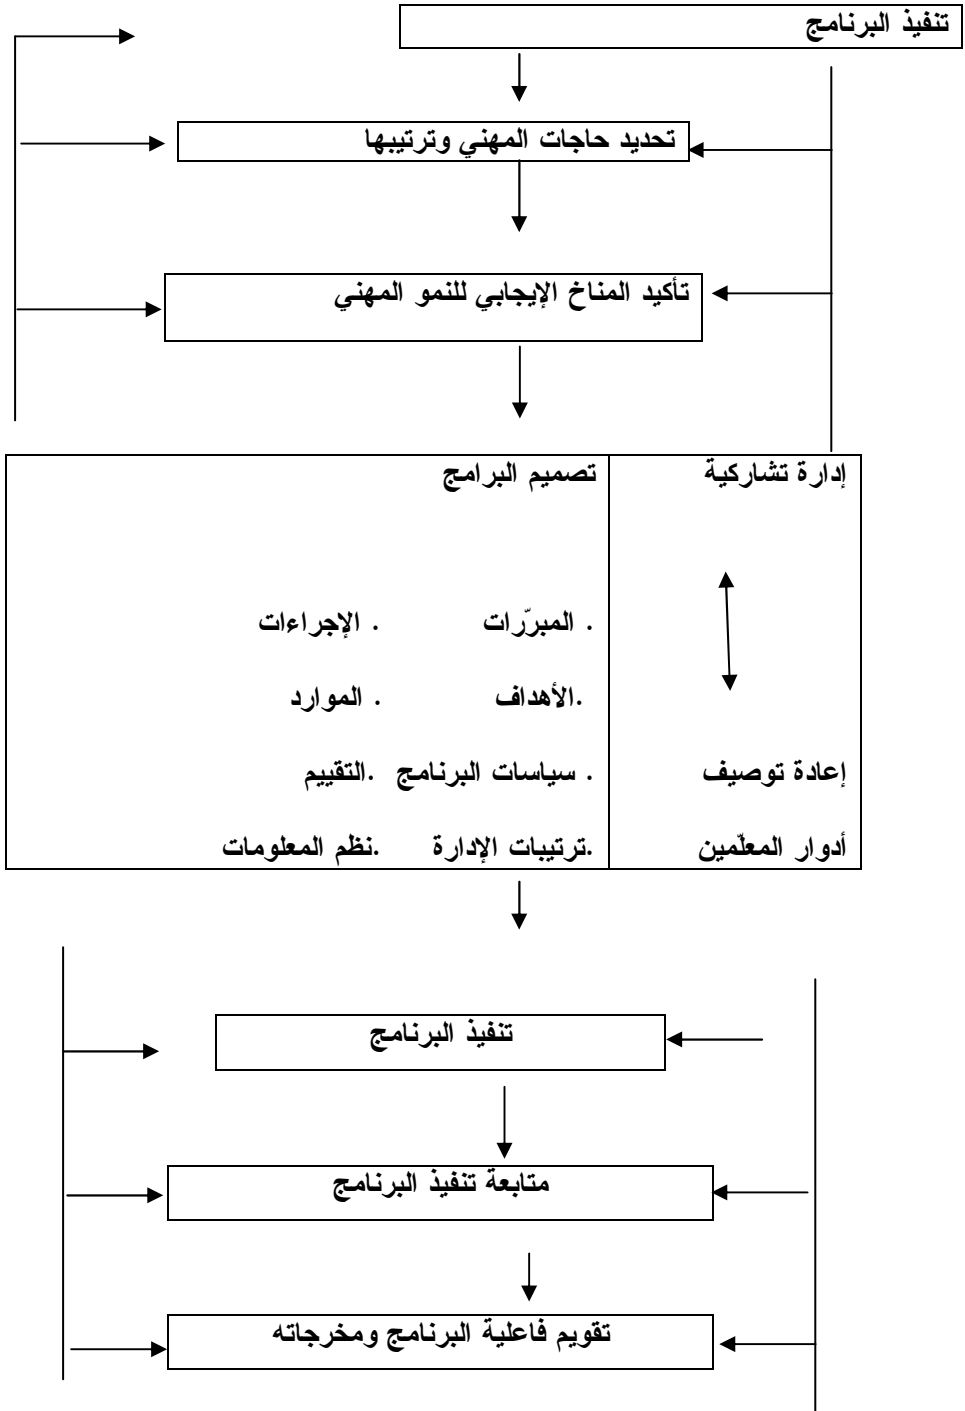 تنفيذ البرنامج
تحديد حاجات المهني وترتيبها
تأكيد المناخ الإيجابي للنمو المهني
إدارة تشاركية
إعادة توصيف
أدوار المعلّمين
تصميم البرامج
. المبرّرات . الإجراءات
.الأهداف . الموارد
. سياسات البرنامج .التقييم
.ترتيبات الإدارة .نظم المعلومات
تنفيذ البرنامج
متابعة تنفيذ البرنامج
تقويم فاعلية البرنامج ومخرجاته